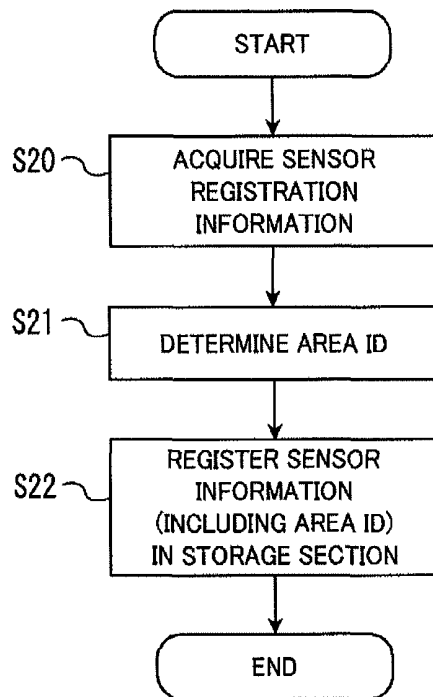 START
S20
ACQUIRE SENSOR
REGISTRATION
INFORMATION
S21
DETERMINE AREA ID
S22
REGISTER SENSOR
INFORMATION
(INCLUDING AREA ID)
IN STORAGE SECTION
END